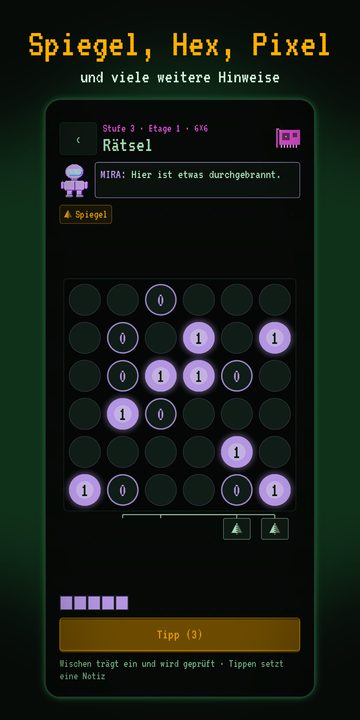 Spiegel, Hex, Pixel
und viele weitere Hinweise
Stufe 3 · Etage 1 · 6×6
Rätsel
MIRA: Hier ist etwas durchgebrannt.
Spiegel
0
0 1 1
0 1 1 0
1 0
1
1 0 0 1
Tipp (3)
Wischen trägt ein und wird geprüft · Tippen setzt
eine Notiz